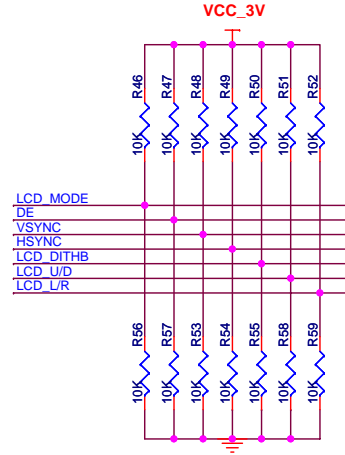 VCC_3V
R46 R47 R48 R49 R50 R51 R52
10K 10K 10K 10K 10K 10K 10K
LCD_MODE
DE
VSYNC
HSYNC
LCD_DITHB
LCD_U/D
LCD_L/R
R56 R57 R53 R54 R55 R58 R59
10K 10K 10K 10K 10K 10K 10K